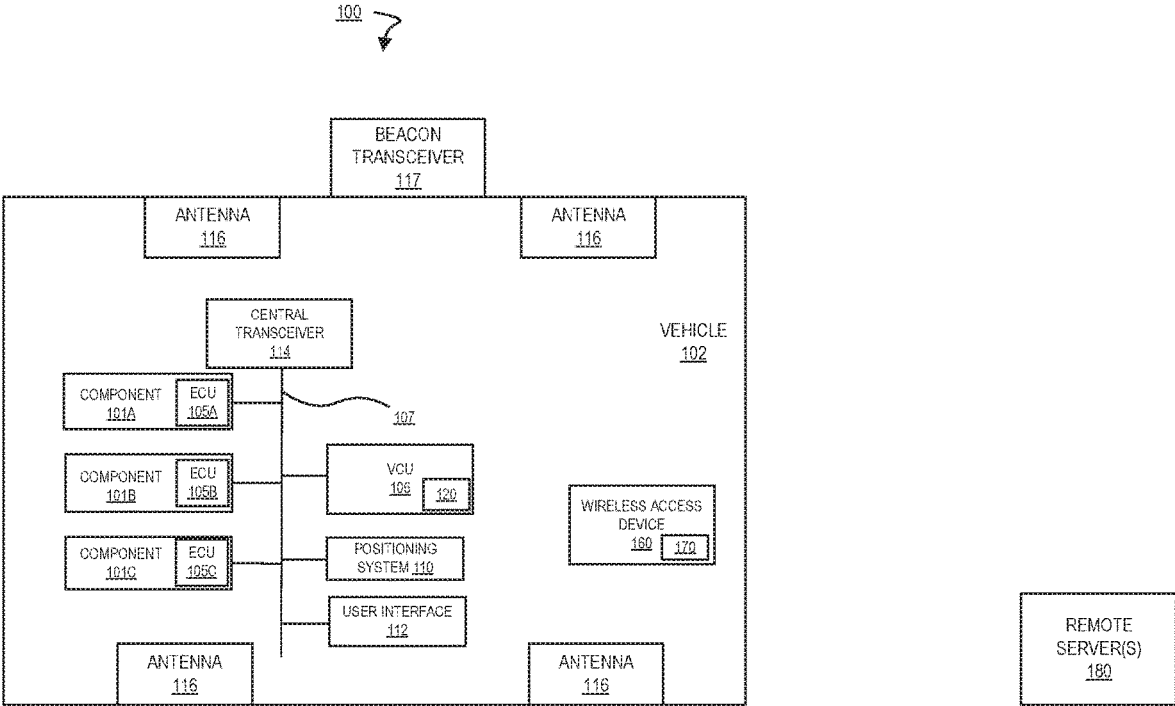 100
BEACON
TRANSCEIVER
117
ANTENNA
116
ANTENNA
116
CENTRAL
TRANSCEIVER
114
VEHICLE
102
COMPONENT
101A
ECU
105A
107
COMPONENT
101B
ECU
105B
VCU
106
120
WIRELESS ACCESS
DEVICE
160
170
COMPONENT
101C
ECU
105C
POSITIONING
SYSTEM 110
USER INTERFACE
112
ANTENNA
116
ANTENNA
116
REMOTE
SERVER(S)
180